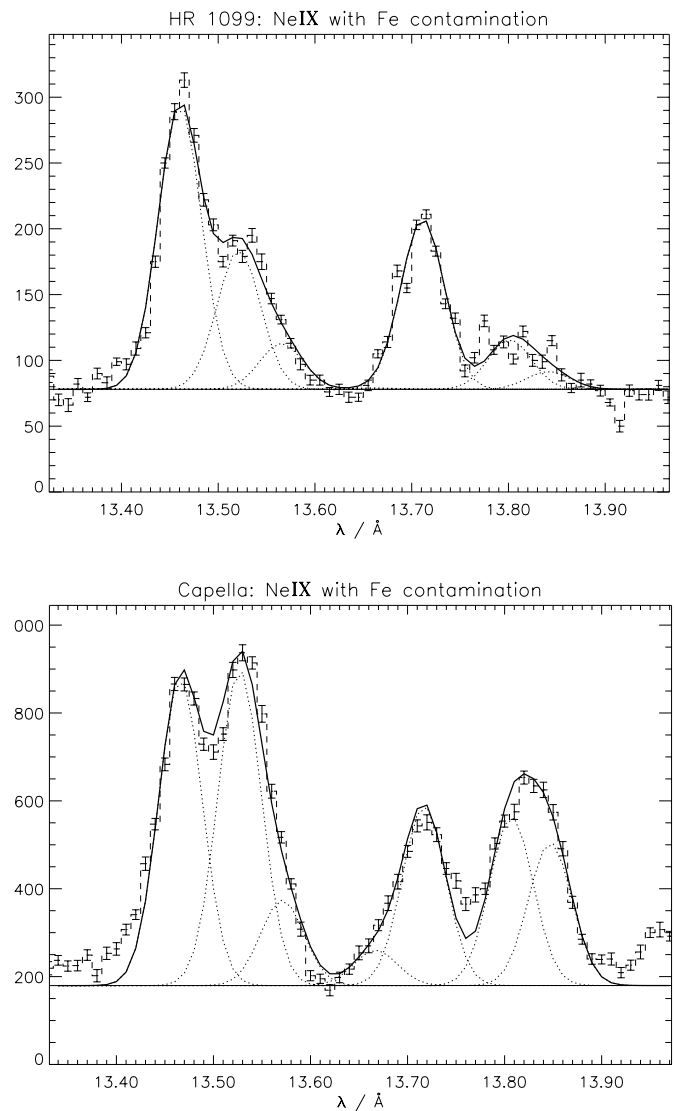 HR 1099: NeIX with Fe contamination
300
250
200
150
100
50
0
13.40 13.50 13.60 13.70 13.80 13.90
λ / Å
Capella: NeIX with Fe contamination
000
800
600
400
200
0
13.40 13.50 13.60 13.70 13.80 13.90
λ / Å